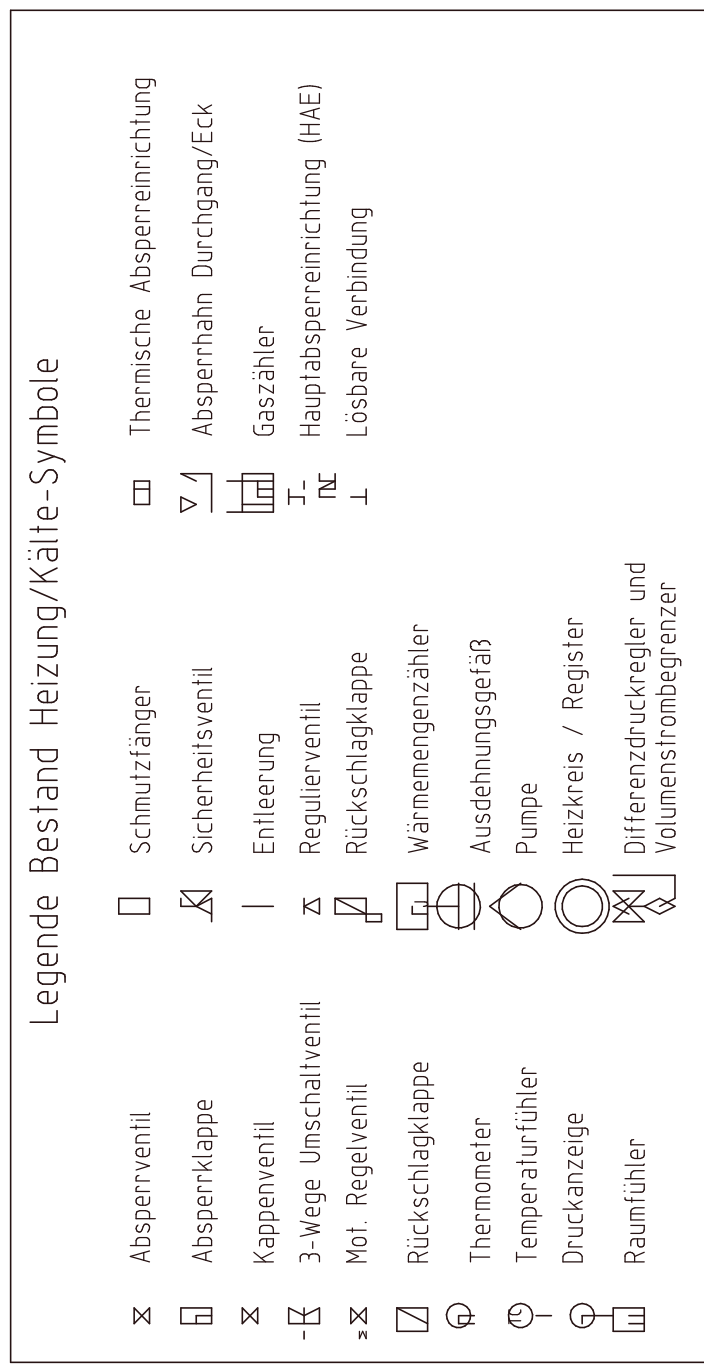 Legende Bestand Heizung/Kälte-Symbole
Absperrventil
Absperrklappe
Kappenventil
3-Wege Umschaltventil
Mot. Regelventil
Rückschlagklappe
Thermometer
Temperaturfühler
Druckanzeige
Raumfühler
Schmutzfänger
Sicherheitsventil
Entleerung
Regulierventil
Rückschlagklappe
Wärmemengenzähler
Ausdehnungsgefäß
Pumpe
Heizkreis / Register
Differenzdruckregler und
Volumenstrombegrenzer
Thermische Absperreinrichtung
Absperrhahn Durchgang/Eck
Gaszähler
Hauptabsperreinrichtung (HAE)
Lösbare Verbindung